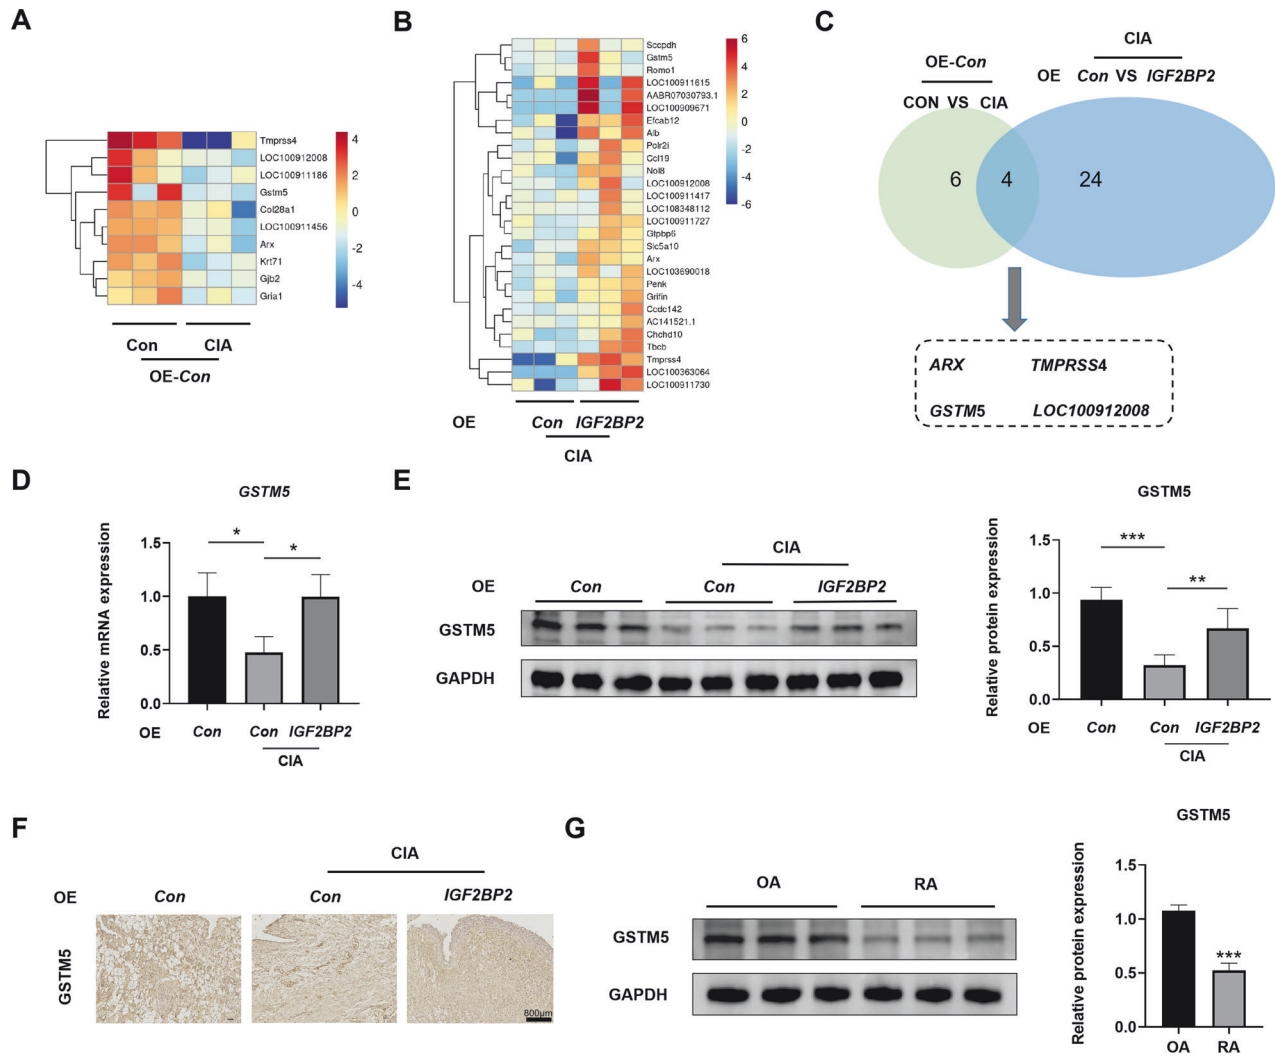 A
4
2
0
-2
-4
Tmprss4
LOC100912008
LOC100911186
Gstm5
Col28a1
LOC100911456
Arx
Krt71
Gjb2
Gria1
Con
CIA
OE-Con
B
6
4
2
0
-2
-4
-6
Sccpdh
Gstm5
Romo1
LOC100911615
AABR07030793.1
LOC100909671
Efcab12
Alb
Polr2i
Ccl19
Nol8
LOC100912008
LOC100911417
LOC108348112
LOC100911727
Gtpbp6
Slc5a10
Arx
LOC103690018
Penk
Grifin
Ccdc142
AC141521.1
Chchd10
Tbcb
Tmprss4
LOC100363064
LOC100911730
OE
Con IGF2BP2
CIA
C
CIA
OE-Con
OE Con VS IGF2BP2
CON VS CIA
6
4
24
ARX TMPRSS4
GSTM5 LOC100912008
D
GSTM5
Relative mRNA expression
1.5
1.0
0.5
0.0
*
*
OE Con Con IGF2BP2
CIA
E
CIA
OE Con Con IGF2BP2
GSTM5
GAPDH
GSTM5
Relative protein expression
1.5
1.0
0.5
0.0
***
**
OE Con Con IGF2BP2
CIA
F
CIA
OE Con Con IGF2BP2
GSTM5
800μm
G
OA RA
GSTM5
GAPDH
GSTM5
Relative protein expression
1.5
1.0
0.5
0.0
***
OA RA